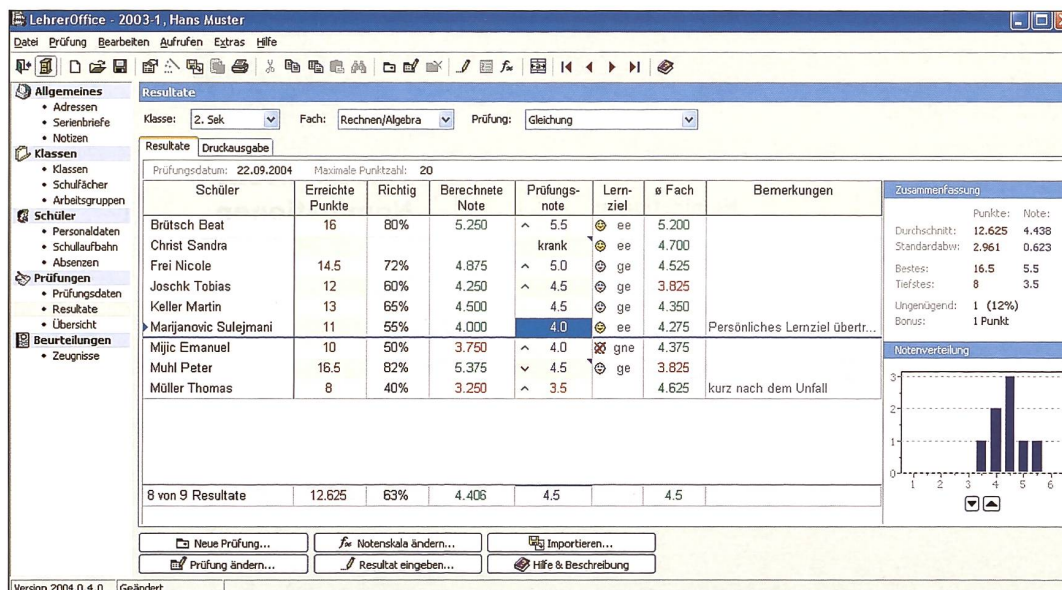 LehrerOffice - 2003-1, Hans Muster
Datei Prüfung Bearbeiten Aufrufen Extras Hilfe
Allgemeines
• Adressen
• Serienbriefe
• Notizen
Klassen
• Klassen
• Schulfächer
• Arbeitsgruppen
Schüler
• Personaldaten
• Schullaufbahn
• Absenzen
Prüfungen
• Prüfungsdaten
• Resultate
• Übersicht
Beurteilungen
• Zeugnisse
Resultate
Klasse: 2. Sek Fach: Rechnen/Algebra Prüfung: Gleichung
Resultate Druckausgabe
Prüfungsdatum: 22.09.2004 Maximale Punktzahl: 20
Schüler Erreichte Punkte Richtig Berechnete Note Prüfungs-note Lern-ziel ø Fach Bemerkungen
Brütsch Beat 16 80% 5.250 5.5 ee 5.200
Christ Sandra krank ee 4.700
Frei Nicole 14.5 72% 4.875 5.0 ge 4.525
Joschk Tobias 12 60% 4.250 4.5 ge 3.825
Keller Martin 13 65% 4.500 4.5 ge 4.350
Marijanovic Sulejmani 11 55% 4.000 4.0 ee 4.275 Persönliches Lernziel übertr...
Mijic Emanuel 10 50% 3.750 4.0 gne 4.375
Muhl Peter 16.5 82% 5.375 4.5 ge 3.825
Müller Thomas 8 40% 3.250 3.5 4.625 kurz nach dem Unfall
8 von 9 Resultate 12.625 63% 4.406 4.5 4.5
Zusammenfassung
Punkte: Note:
Durchschnitt: 12.625 4.438
Standardabw: 2.961 0.623
Bestes: 16.5 5.5
Tiefstes: 8 3.5
Ungenügend: 1 (12%)
Bonus: 1 Punkt
Notenverteilung
3
2
1
0
1 2 3 4 5 6
Neue Prüfung... Notenskala ändern... Importieren...
Prüfung ändern... Resultat eingeben... Hilfe & Beschreibung
Version 2004.0.4.0 Geändert